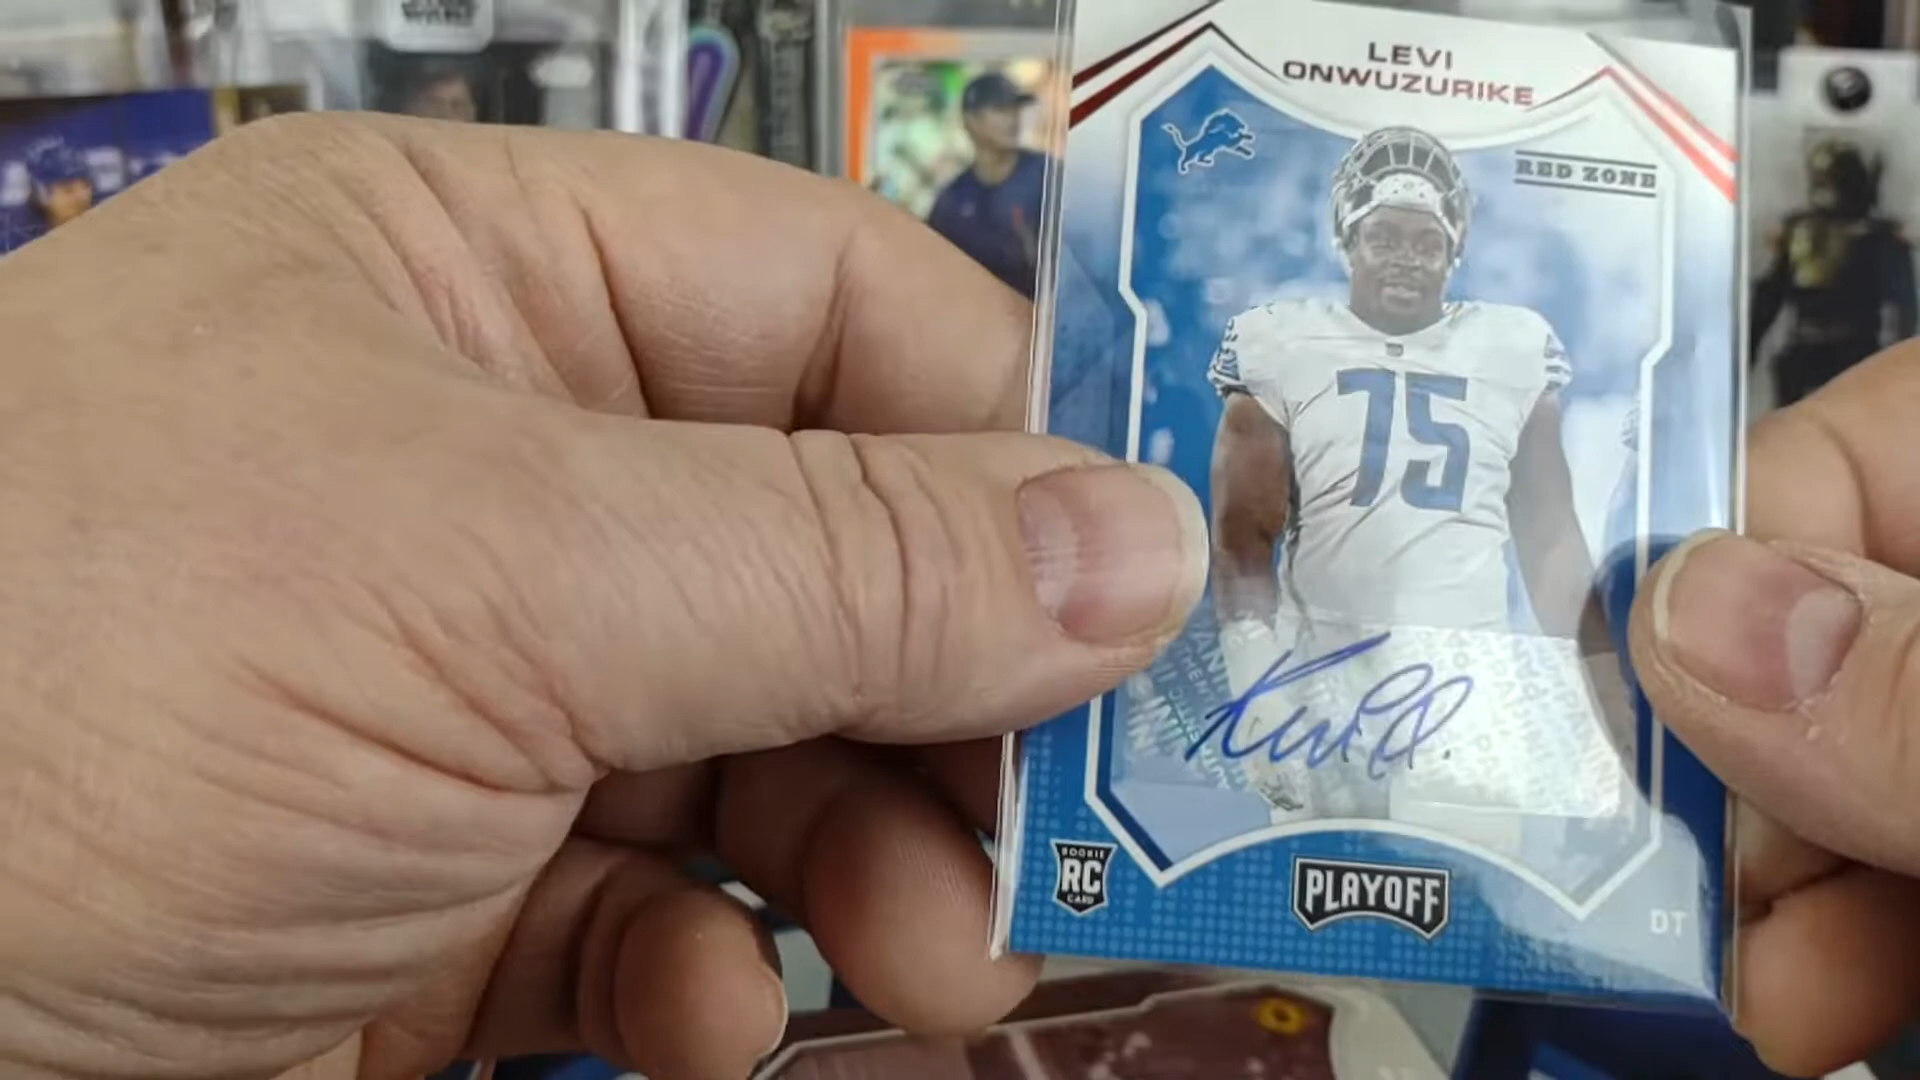 LEVI
ONWUZURIKE
RED ZONE
75
ROOKIE
RC
CARD
PLAYOFF
DT